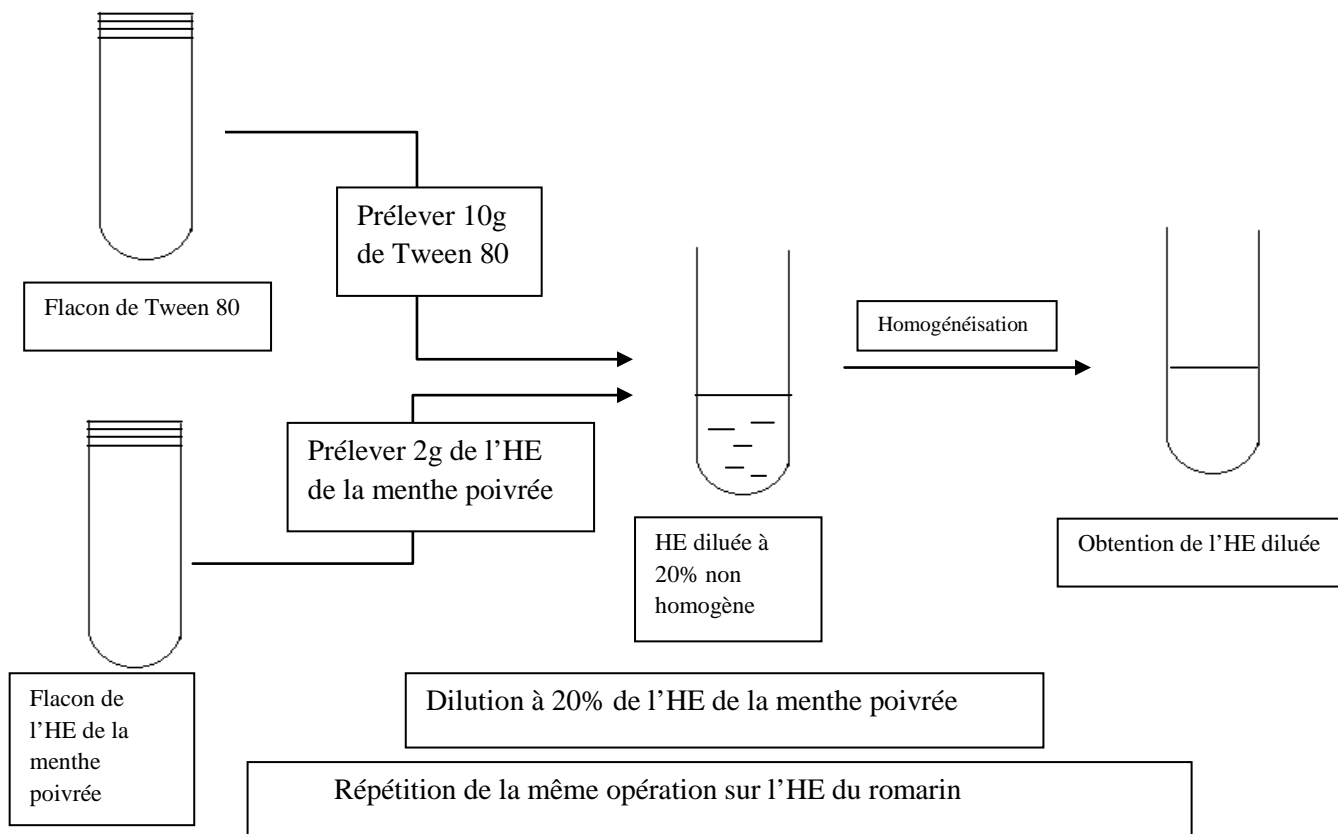 Prélever 10g
de Tween 80
Flacon de Tween 80
Homogénéisation
Prélever 2g de l’HE
de la menthe poivrée
HE diluée à
20% non
homogène
Obtention de l’HE diluée
Flacon de
l’HE de la
menthe
poivrée
Dilution à 20% de l’HE de la menthe poivrée
Répétition de la même opération sur l’HE du romarin